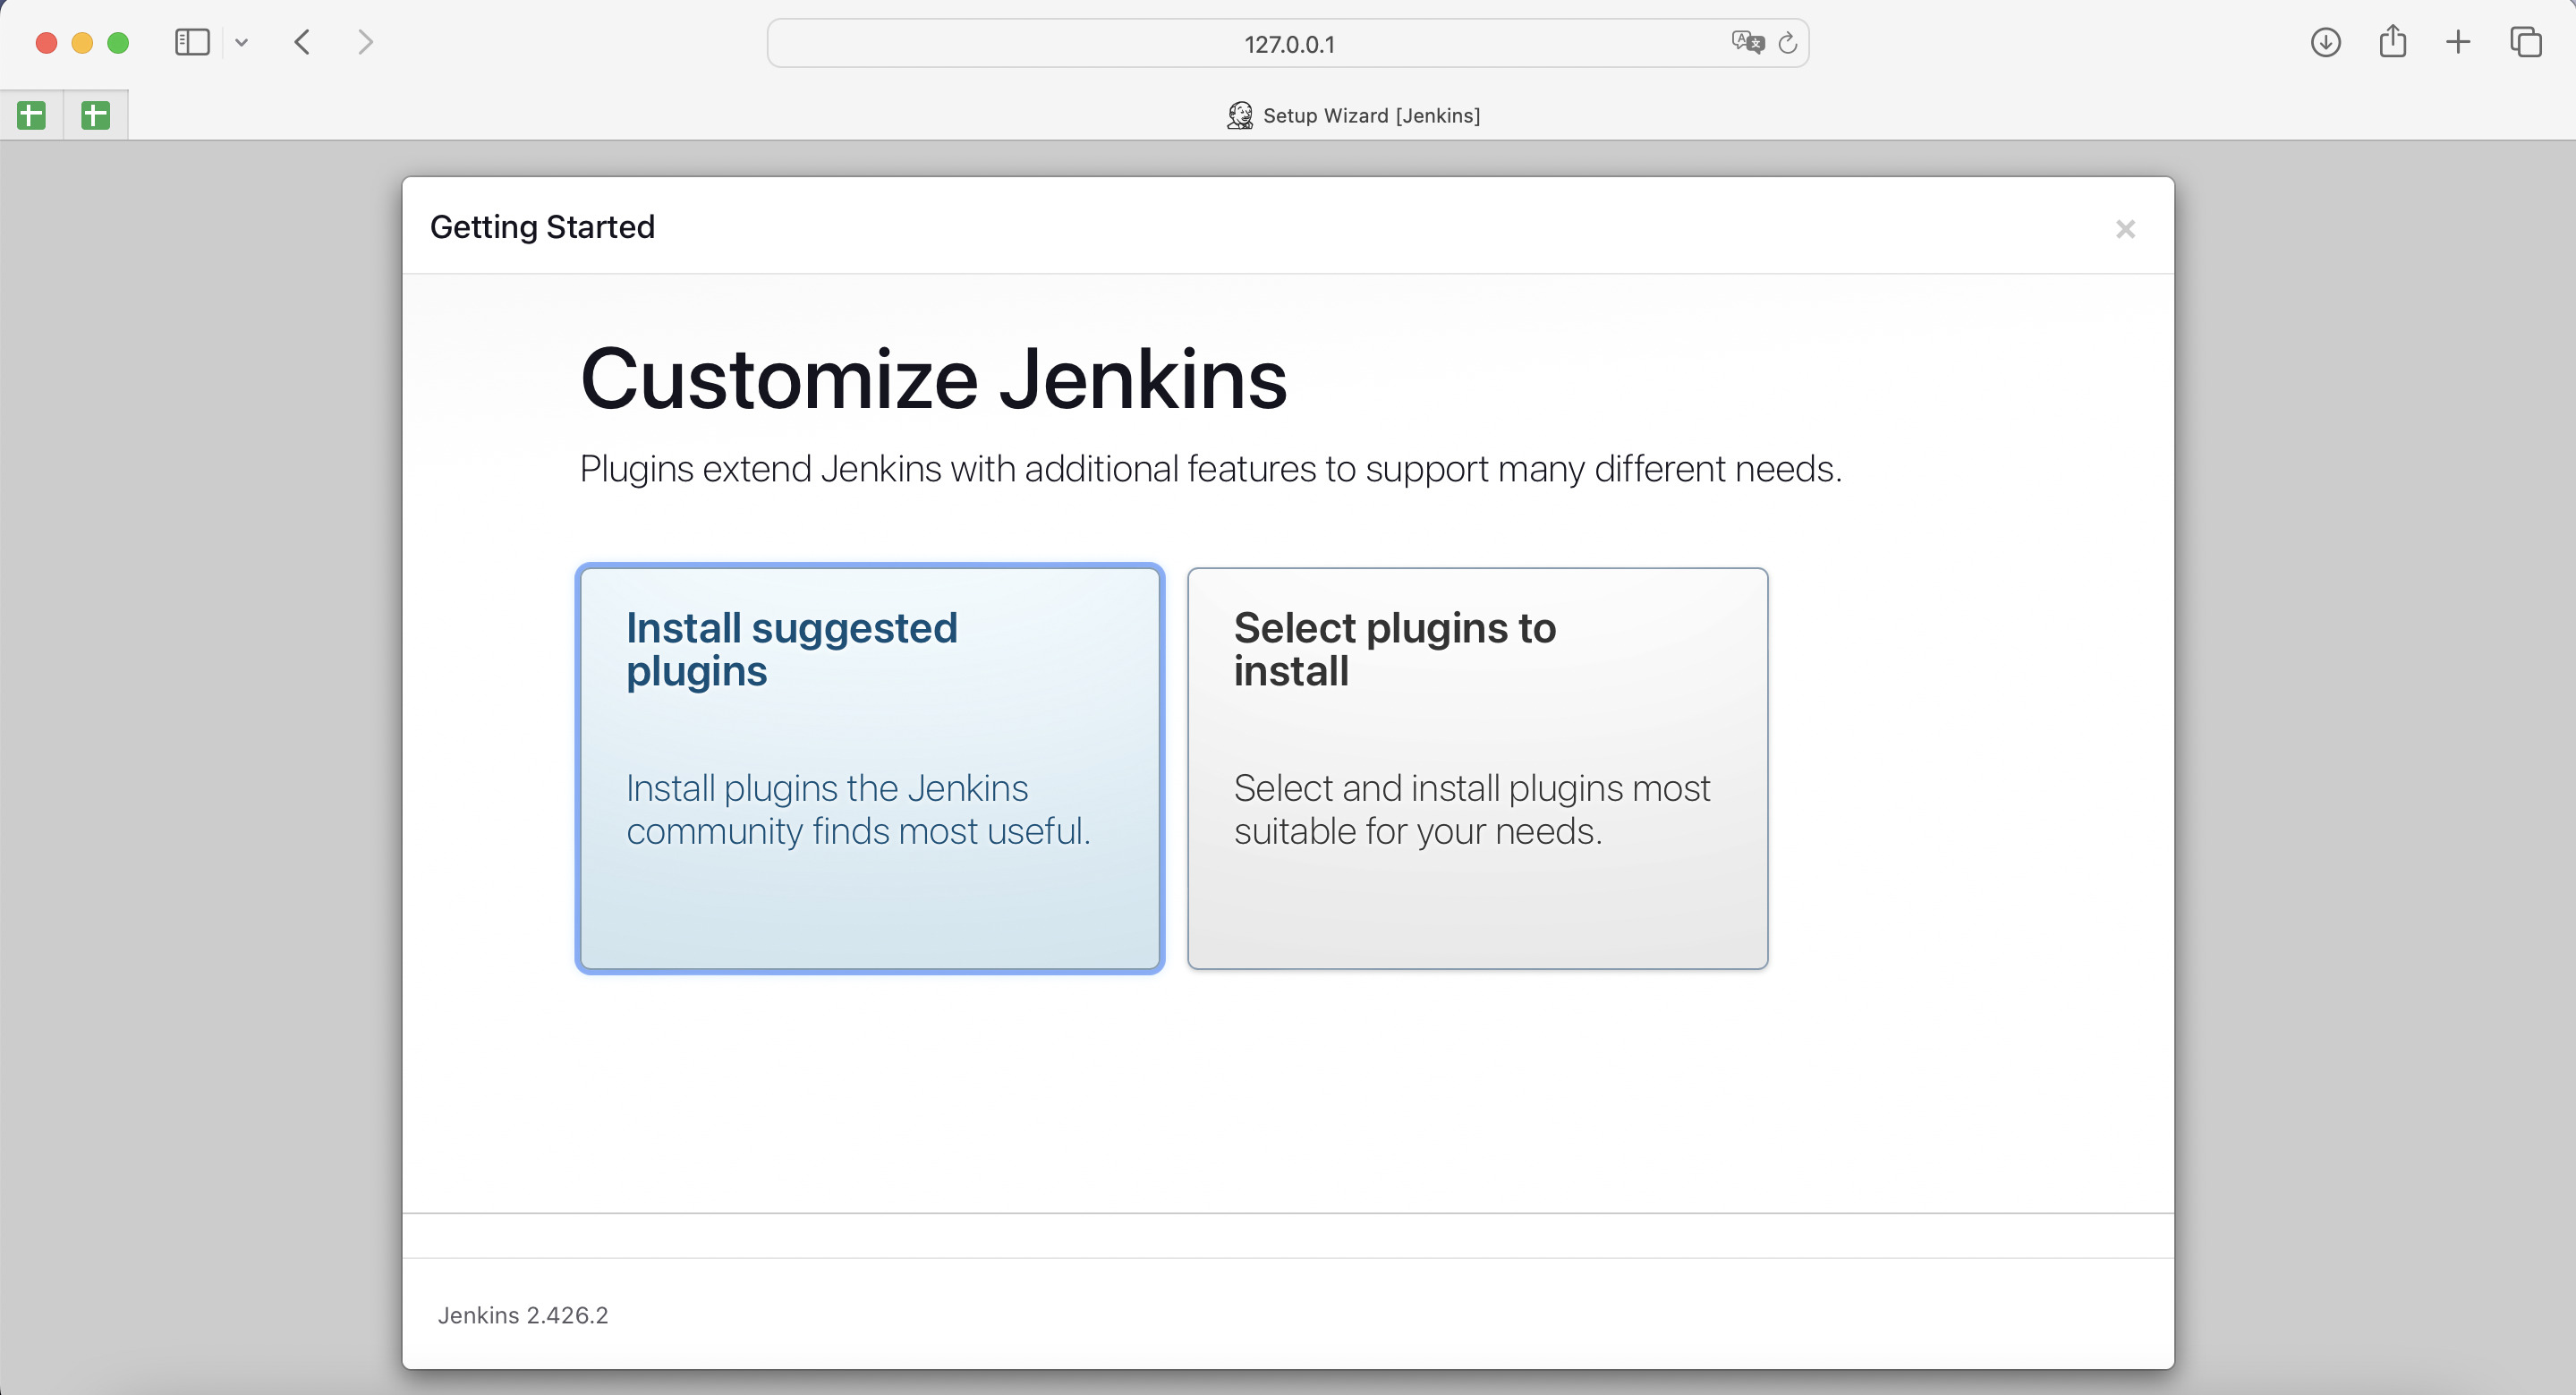 127.0.0.1
Setup Wizard [Jenkins]
Getting Started
Customize Jenkins
Plugins extend Jenkins with additional features to support many different needs.
Install suggested
plugins
Install plugins the Jenkins
community finds most useful.
Select plugins to
install
Select and install plugins most
suitable for your needs.
Jenkins 2.426.2